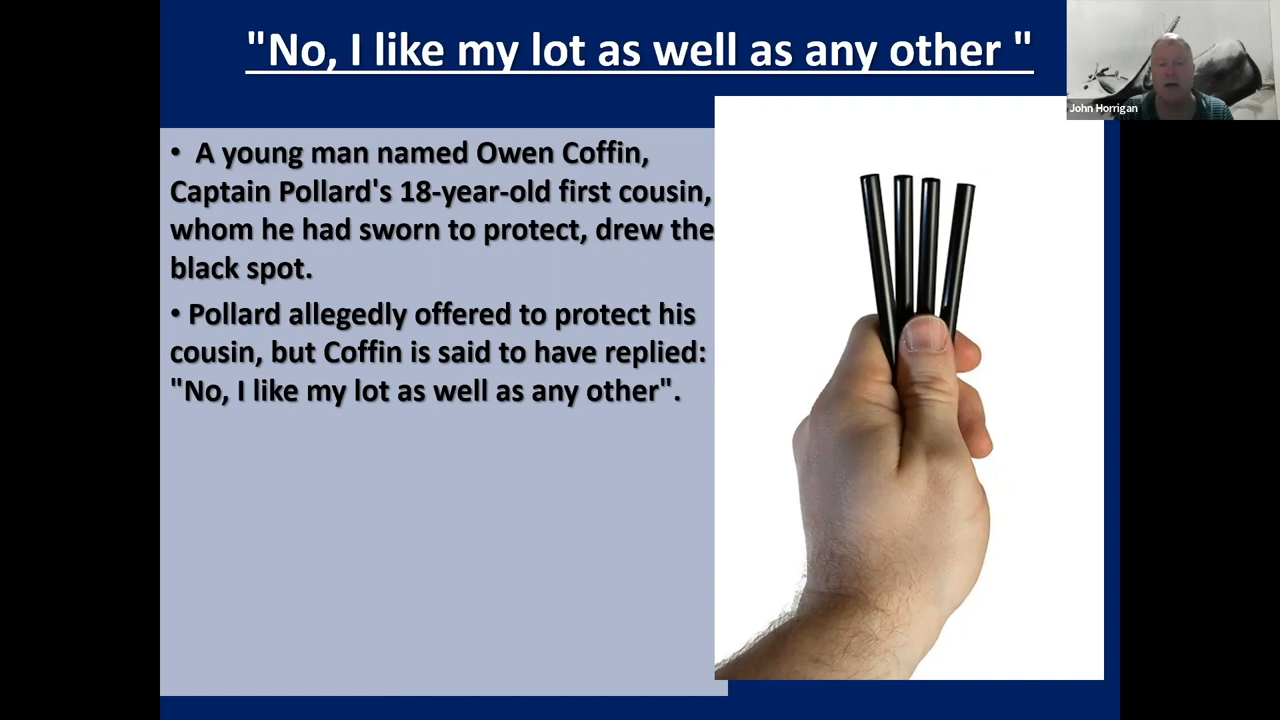 "No, I like my lot as well as any other "
John Horrigan
• A young man named Owen Coffin,
Captain Pollard's 18-year-old first cousin,
whom he had sworn to protect, drew the
black spot.
• Pollard allegedly offered to protect his
cousin, but Coffin is said to have replied:
"No, I like my lot as well as any other".